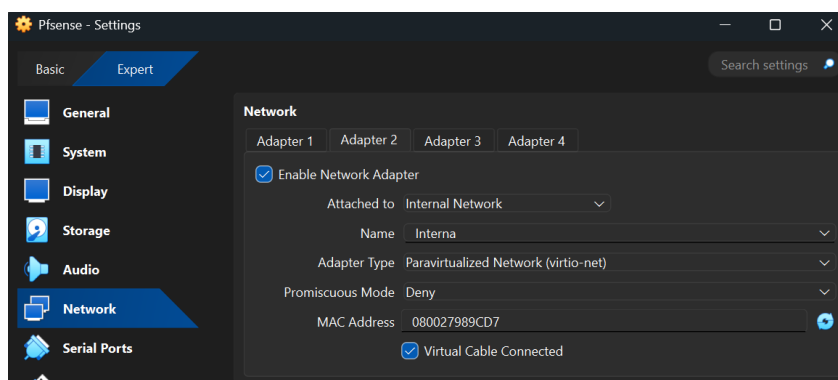 Pfsense - Settings
Basic Expert Search settings
General
System
Display
Storage
Audio
Network
Serial Ports
Network
Adapter 1 Adapter 2 Adapter 3 Adapter 4
Enable Network Adapter
Attached to Internal Network
Name Interna
Adapter Type Paravirtualized Network (virtio-net)
Promiscuous Mode Deny
MAC Address 080027989CD7
Virtual Cable Connected